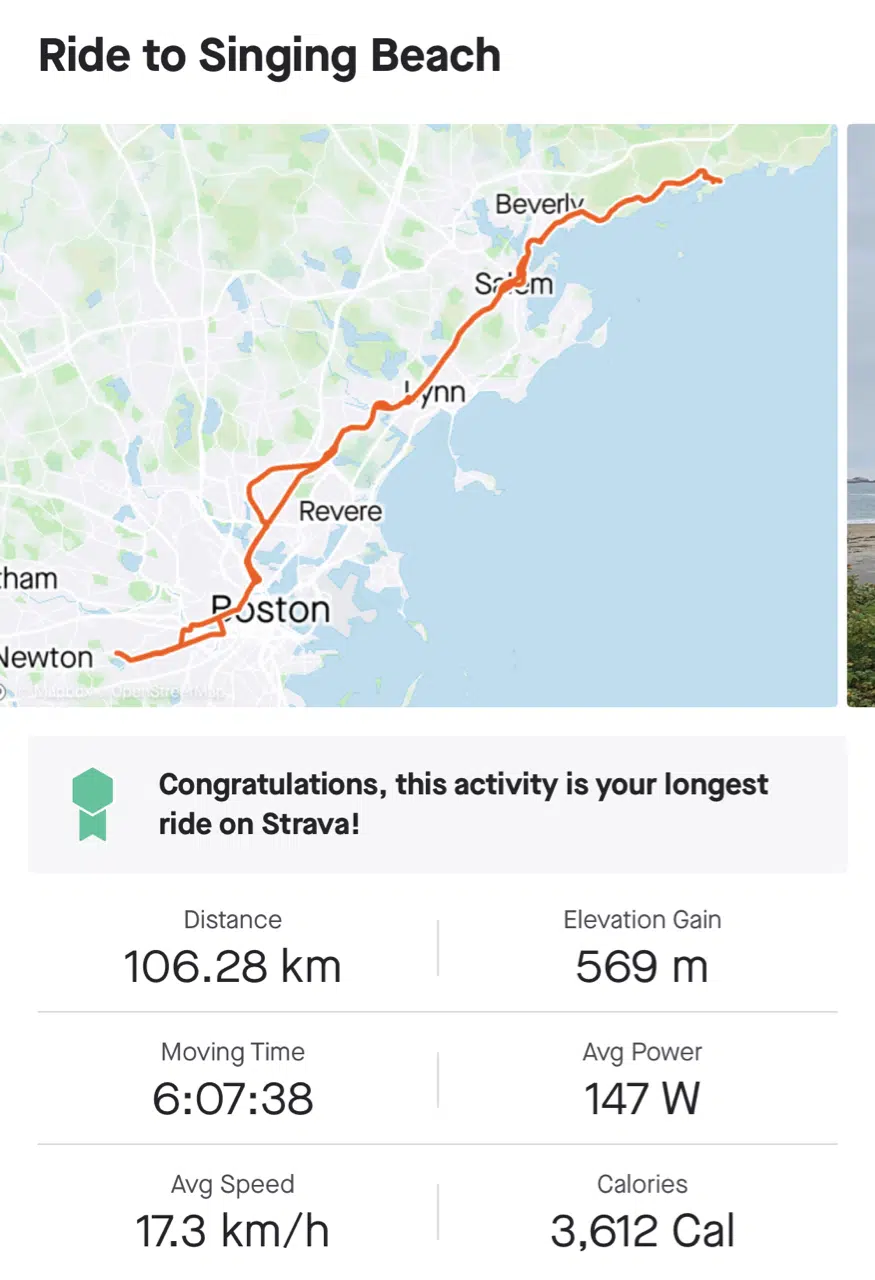 Ride to Singing Beach
Beverly
Salem
Lynn
Revere
Boston
Newton
© Mapbox © OpenStreetMap
Congratulations, this activity is your longest
ride on Strava!
Distance
106.28 km
Elevation Gain
569 m
Moving Time
6:07:38
Avg Power
147 W
Avg Speed
17.3 km/h
Calories
3,612 Cal